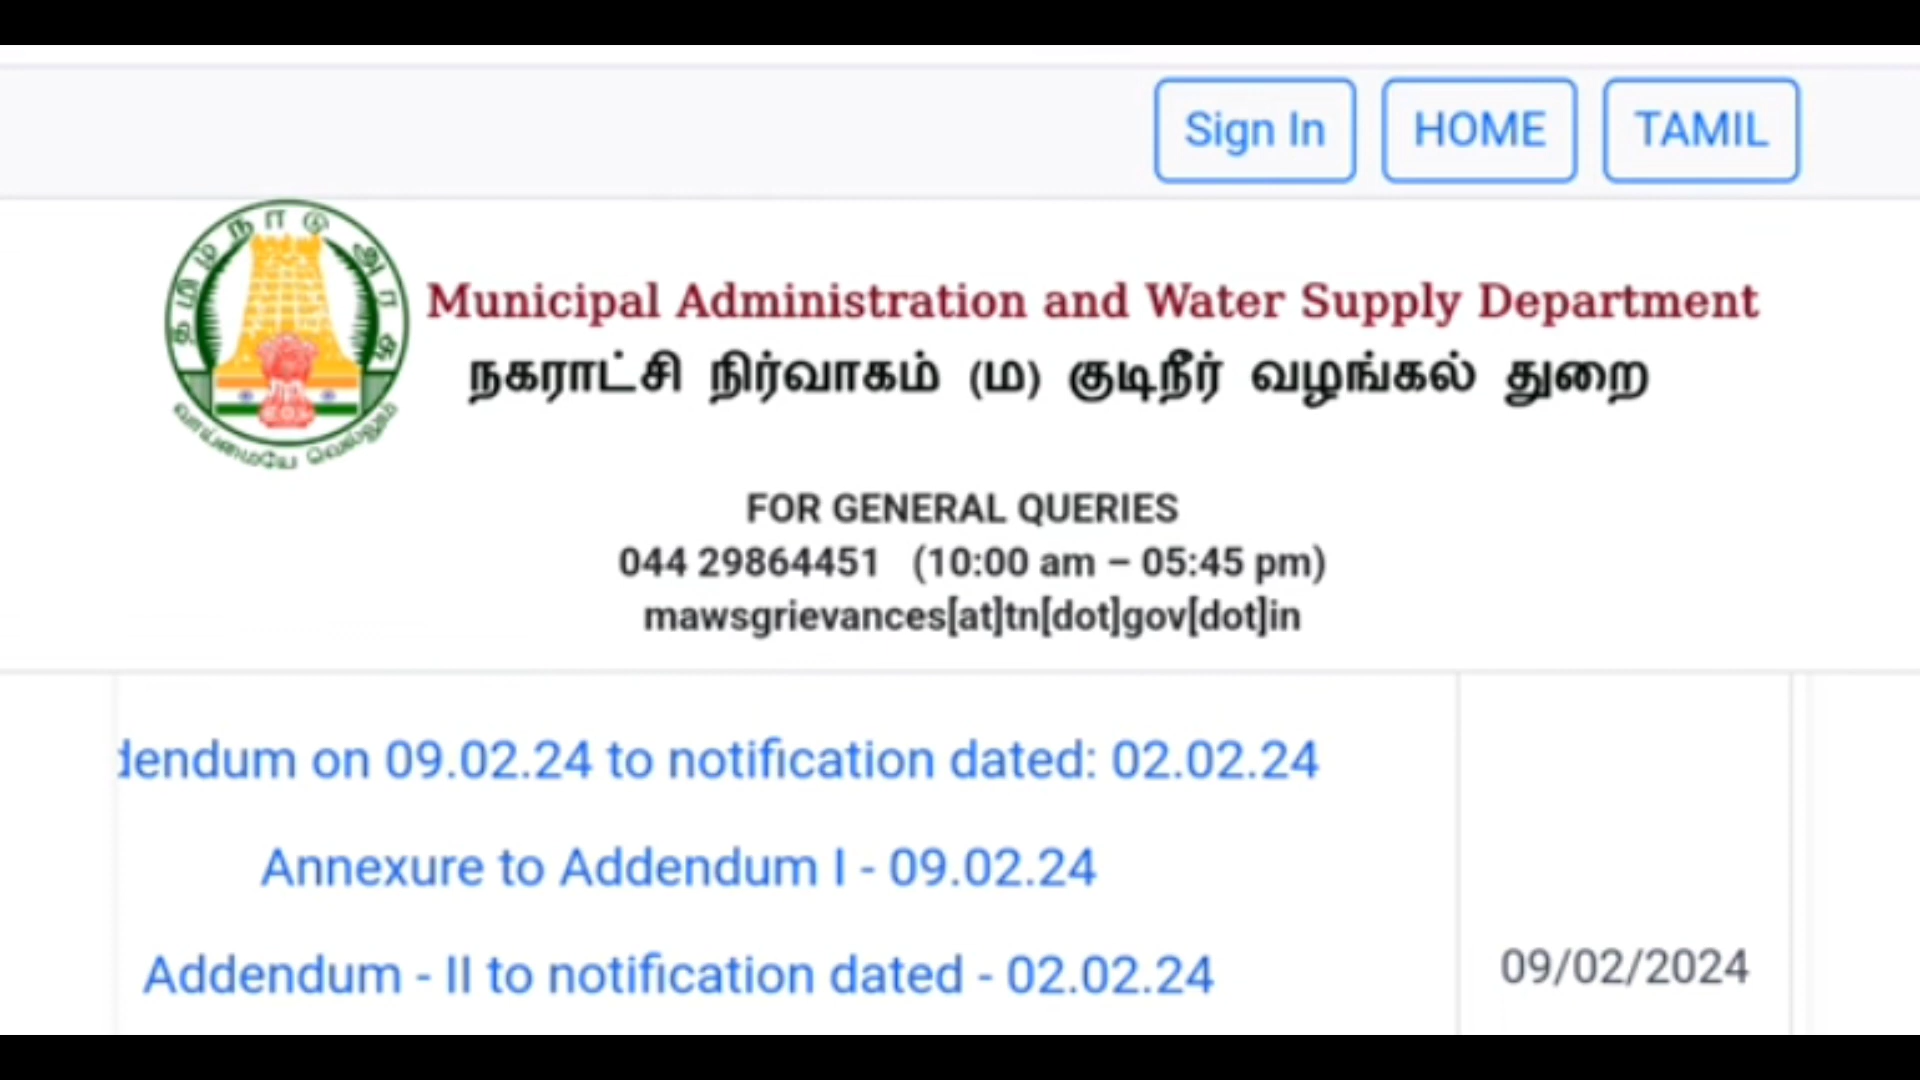 Sign In HOME TAMIL
தமிழ்நாடு அரசு
வாய்மையே வெல்லும்
Municipal Administration and Water Supply Department
நகராட்சி நிர்வாகம் (ம) குடிநீர் வழங்கல் துறை
FOR GENERAL QUERIES
044 29864451 (10:00 am – 05:45 pm)
mawsgrievances[at]tn[dot]gov[dot]in
dendum on 09.02.24 to notification dated: 02.02.24
Annexure to Addendum I - 09.02.24
Addendum - II to notification dated - 02.02.24
09/02/2024